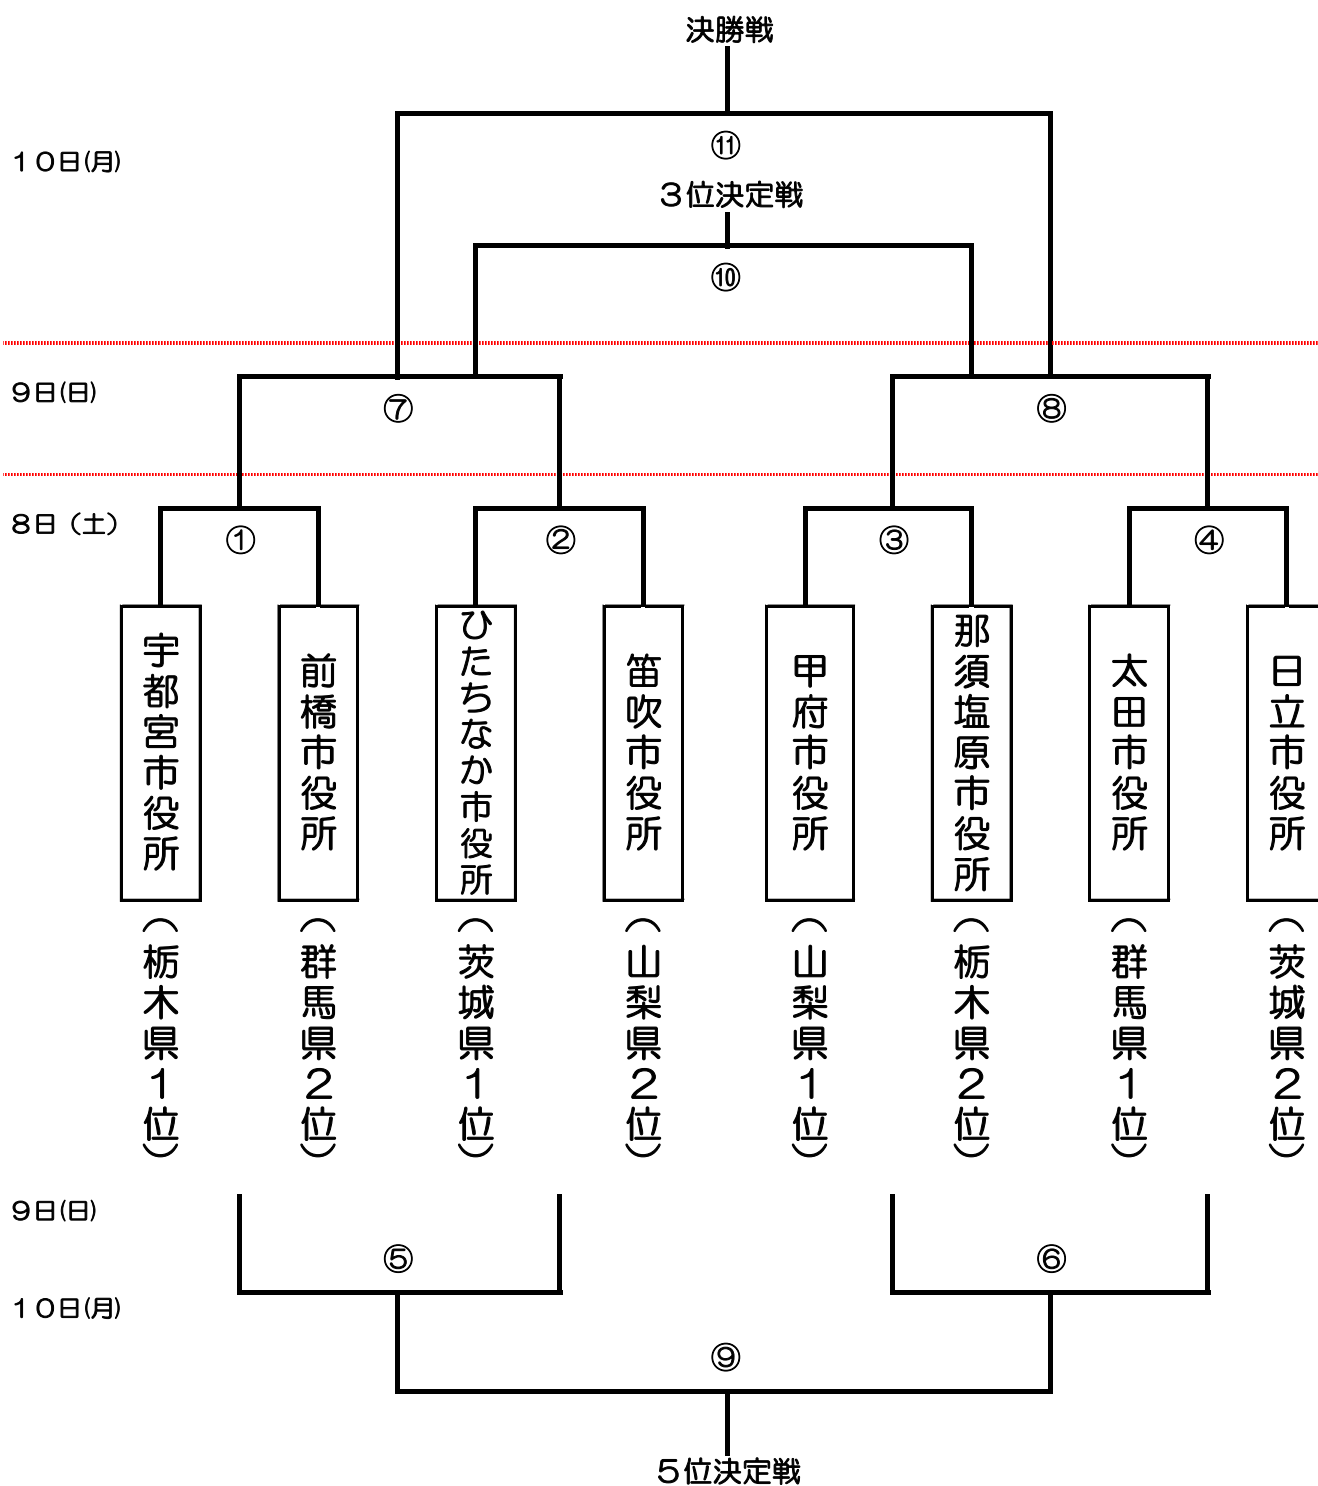 決勝戦
⑪
10日(月)
3位決定戦
⑩
9日(日)
⑦
⑧
8日（土）
①
②
③
④
宇都宮市役所
前橋市役所
ひたちなか市役所
笛吹市役所
甲府市役所
那須塩原市役所
太田市役所
日立市役所
（栃木県1位）
（群馬県2位）
（茨城県1位）
（山梨県2位）
（山梨県1位）
（栃木県2位）
（群馬県1位）
（茨城県2位）
9日(日)
⑤
⑥
10日(月)
⑨
5位決定戦